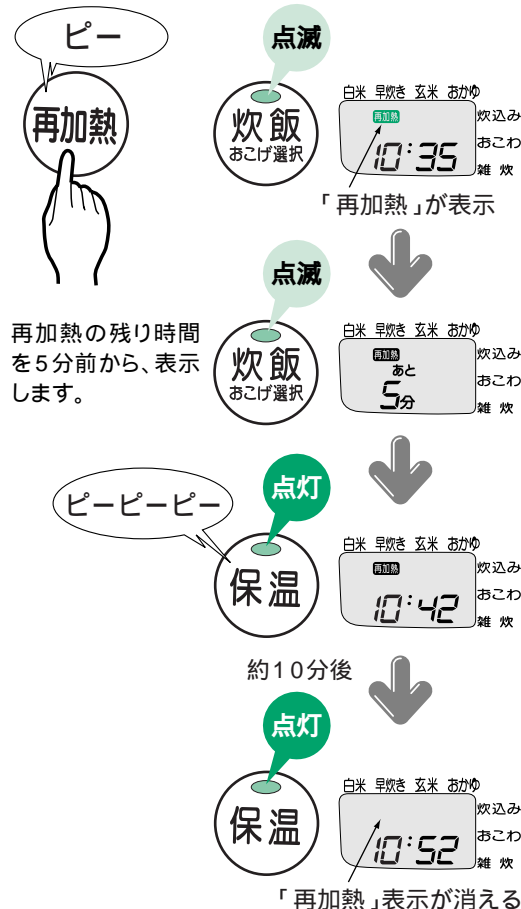 ピー
再加熱
点滅
炊飯
おこげ選択
白米 早炊き 玄米 おかゆ
再加熱
炊込み
おこわ
雑炊
10:35
「再加熱」が表示
再加熱の残り時間
を5分前から、表示
します。
点滅
炊飯
おこげ選択
白米 早炊き 玄米 おかゆ
再加熱
あと
5分
炊込み
おこわ
雑炊
ピーピーピー
点灯
保温
白米 早炊き 玄米 おかゆ
再加熱
10:42
炊込み
おこわ
雑炊
約10分後
点灯
保温
白米 早炊き 玄米 おかゆ
炊込み
おこわ
雑炊
10:52
「再加熱」表示が消える